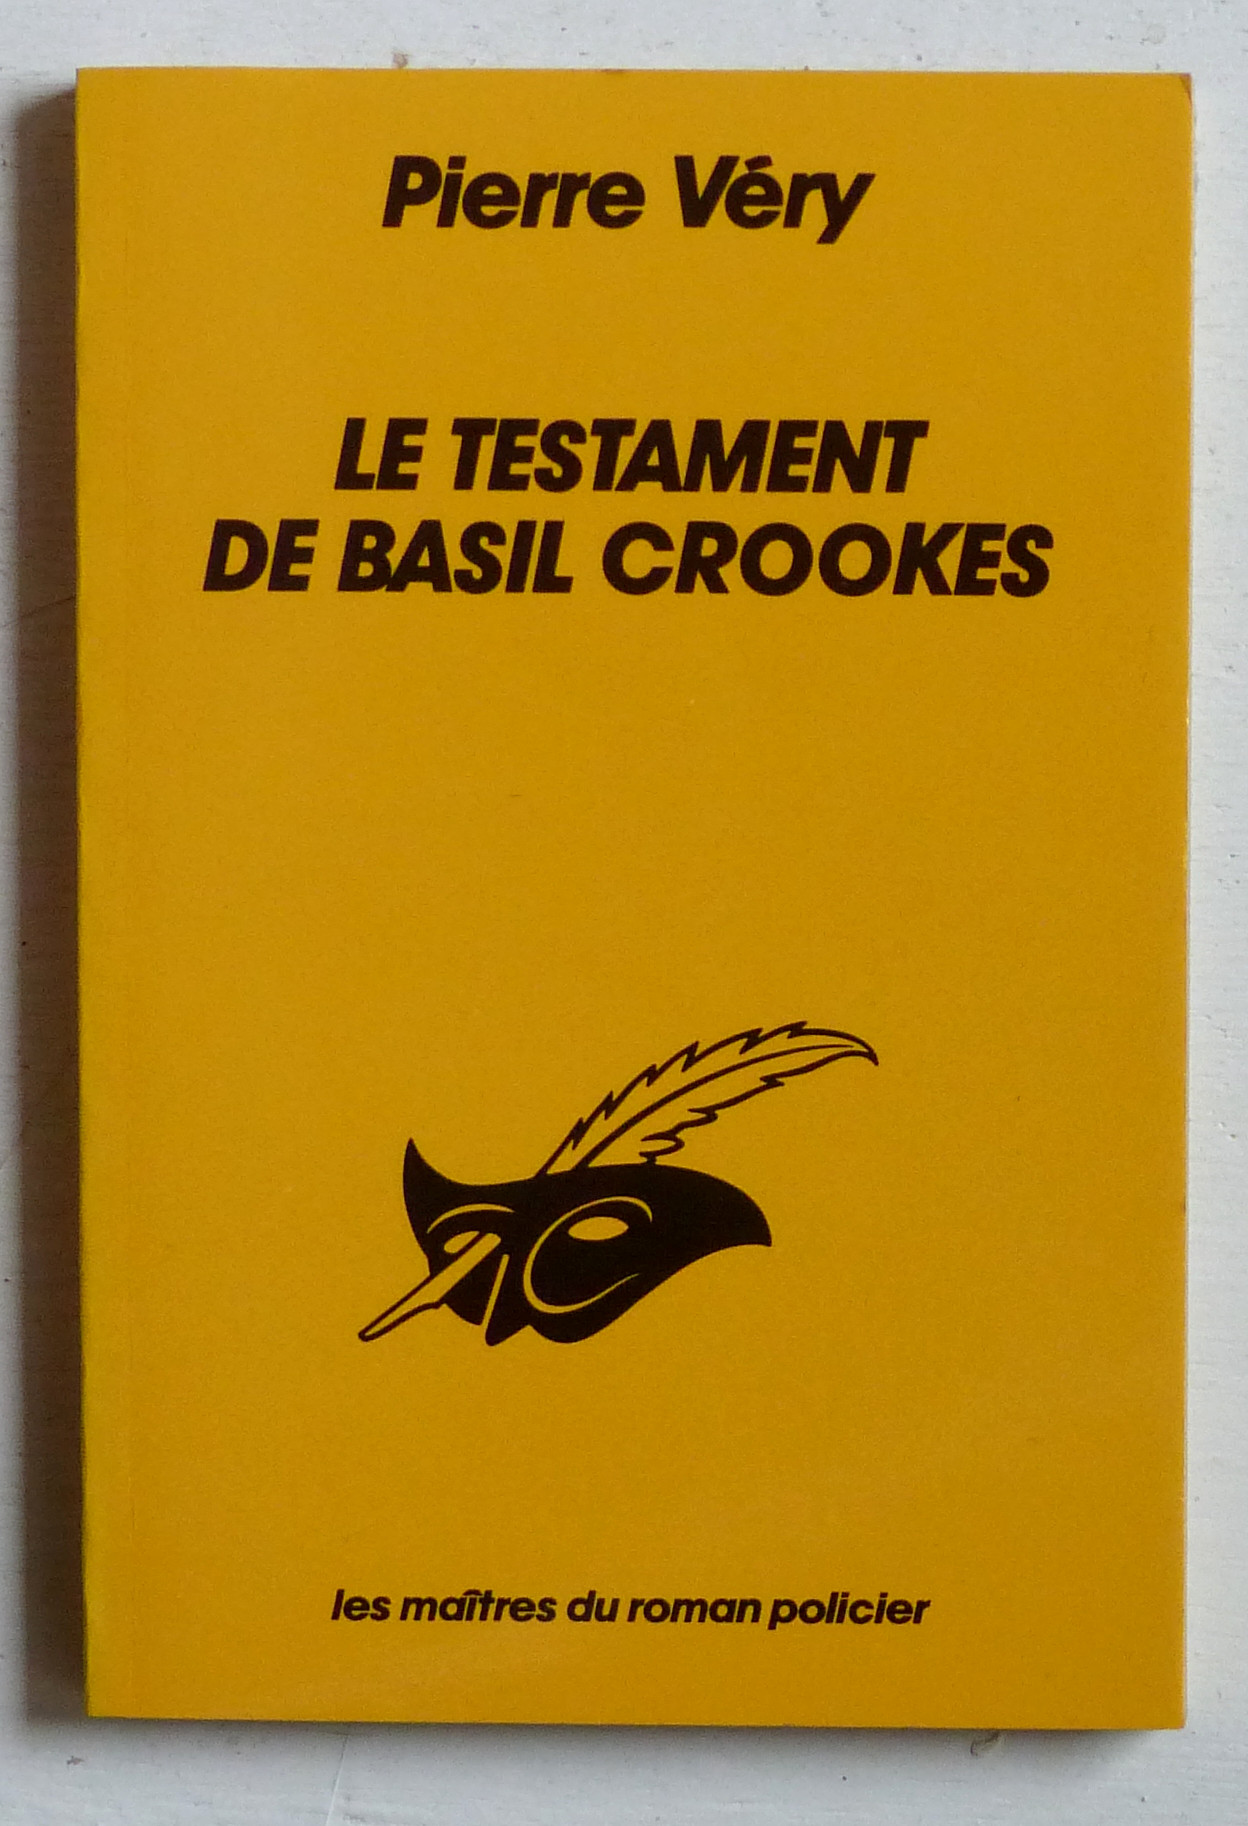 Pierre Véry
LE TESTAMENT
DE BASIL CROOKES
les maîtres du roman policier